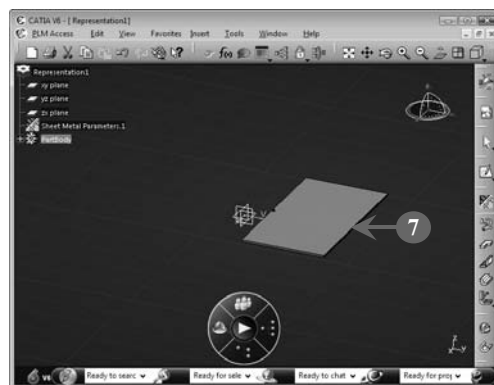 CATIA V6 - [ Representation1]
PLM Access Edit View Favorites Insert Tools Window Help
f(x)
Representation1
xy plane
yz plane
zx plane
Sheet Metal Parameters.1
PartBody
7
V6
Ready to searc
Ready for sele
Ready to chat
Ready for proj